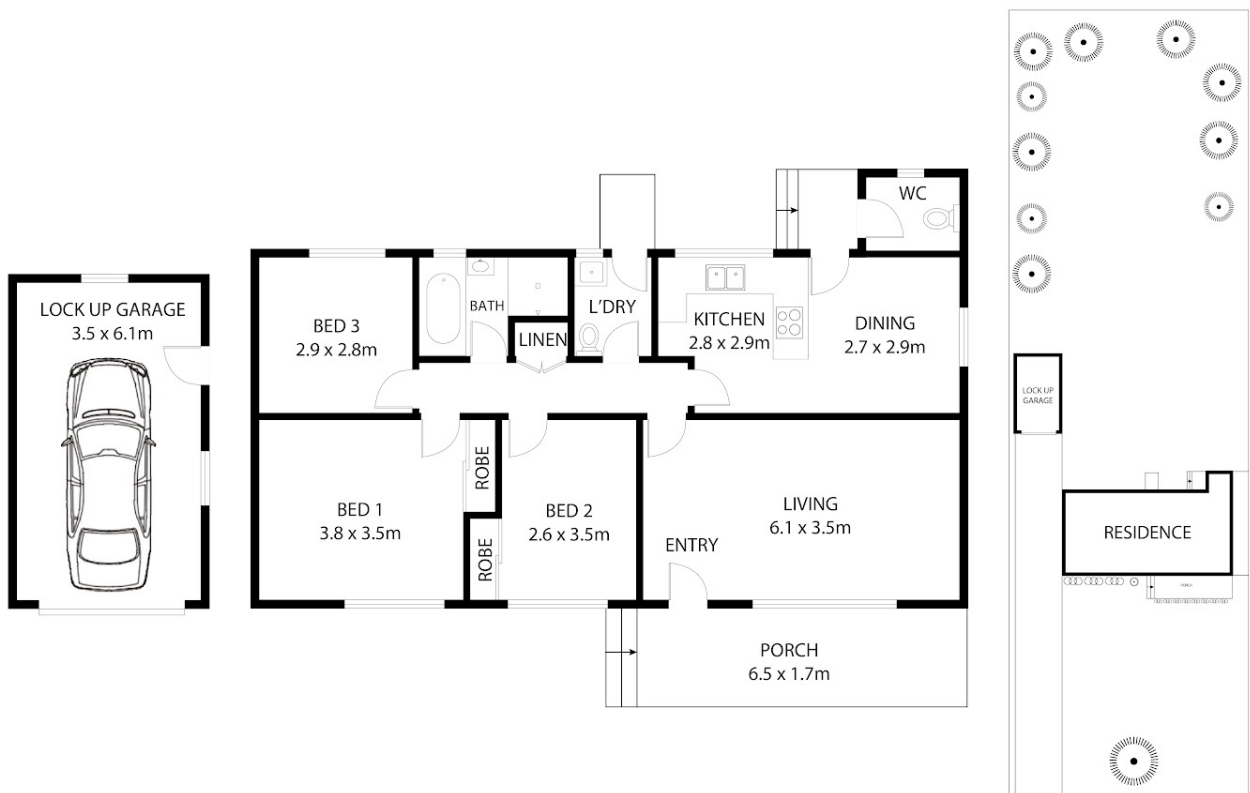 LOCK UP GARAGE
3.5 x 6.1m
BED 3
2.9 x 2.8m
BATH
LINEN
L'DRY
KITCHEN
2.8 x 2.9m
DINING
2.7 x 2.9m
WC
BED 1
3.8 x 3.5m
ROBE
ROBE
BED 2
2.6 x 3.5m
ENTRY
LIVING
6.1 x 3.5m
PORCH
6.5 x 1.7m
LOCK UP
GARAGE
RESIDENCE
PORCH